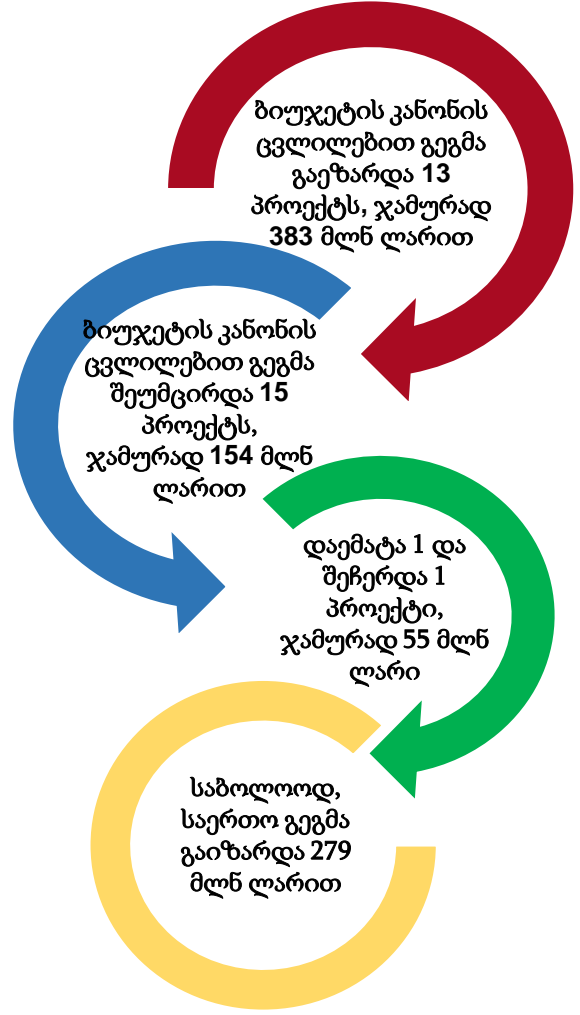 ბიუჯეტის კანონის
ცვლილებით გეგმა
გაეზარდა 13
პროექტს, ჯამურად
383 მლნ ლარით
ბიუჯეტის კანონის
ცვლილებით გეგმა
შეუმცირდა 15
პროექტს,
ჯამურად 154 მლნ
ლარით
დაემატა 1 და
შეჩერდა 1
პროექტი,
ჯამურად 55 მლნ
ლარი
საბოლოოდ,
საერთო გეგმა
გაიზარდა 279
მლნ ლარით